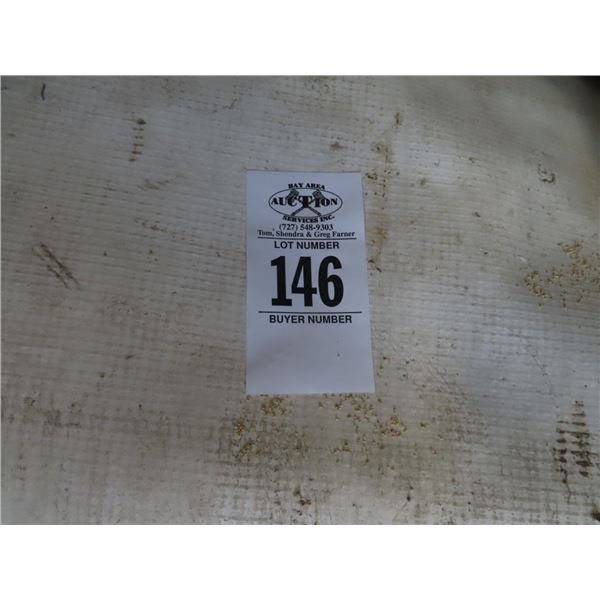 BAY AREA
AUCTION
SERVICES INC.
(727) 548-9303
Tom, Shondra & Greg Farner
LOT NUMBER
146
BUYER NUMBER